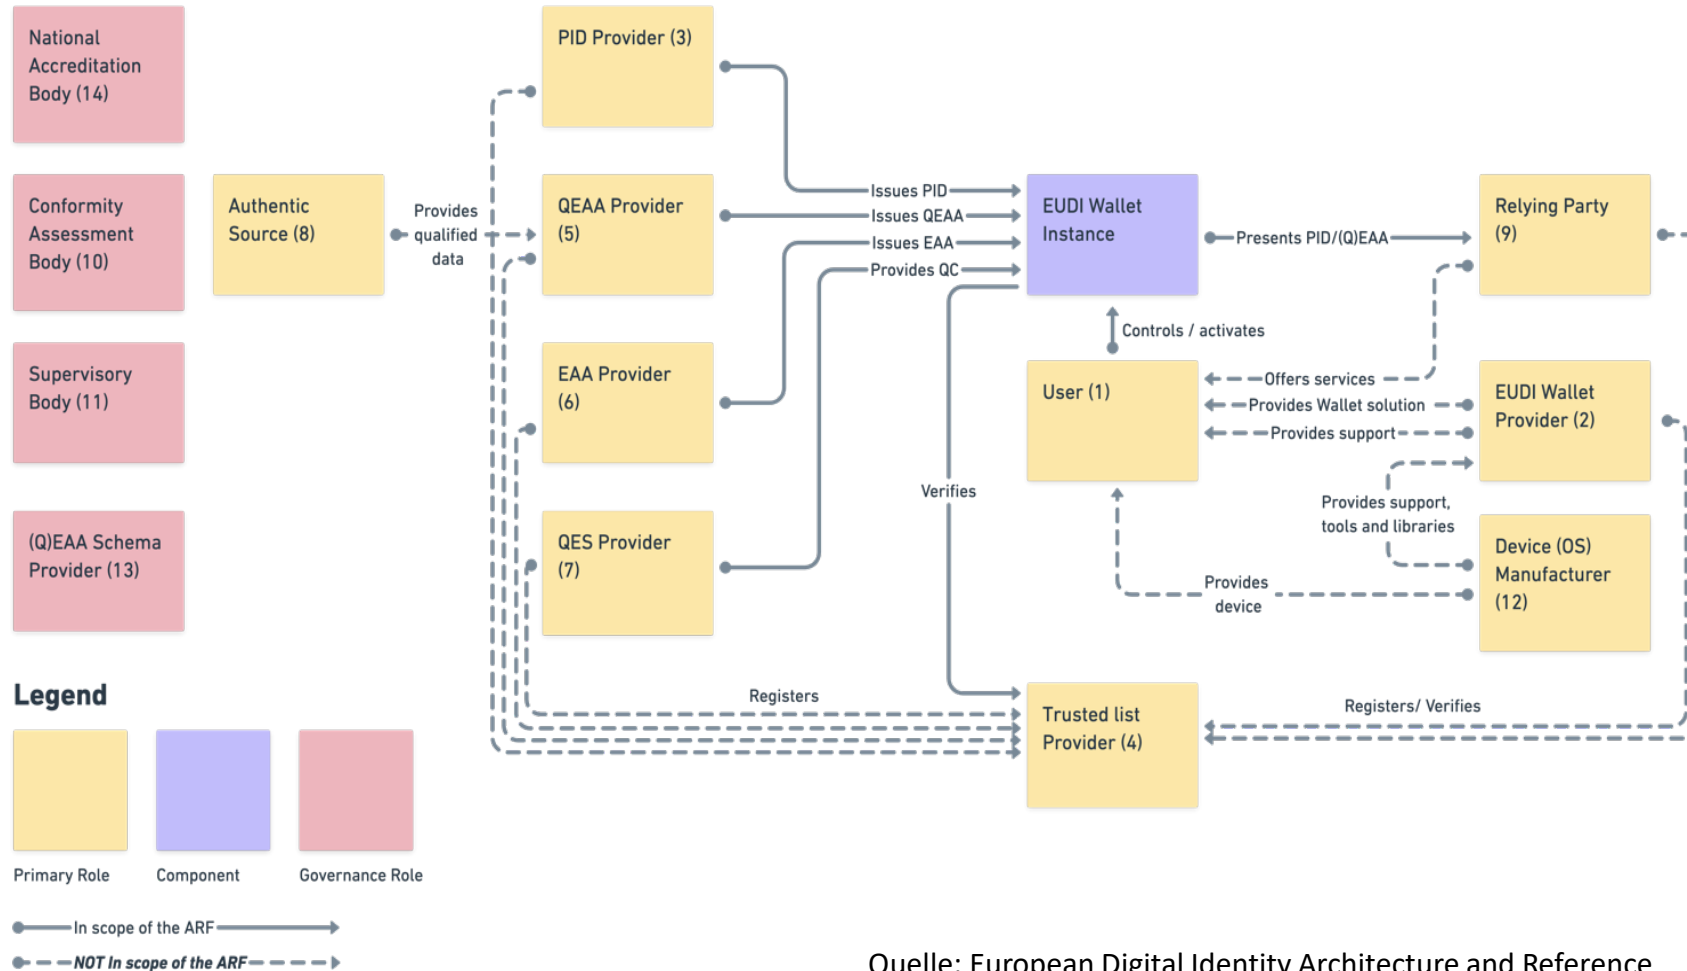 National
Accreditation
Body (14)
PID Provider (3)
Conformity
Assessment
Body (10)
Authentic
Source (8)
Provides
qualified
data
QEAA Provider
(5)
Issues PID
Issues QEAA
Issues EAA
Provides QC
EUDI Wallet
Instance
Presents PID/(Q)EAA
Relying Party
(9)
Controls / activates
Supervisory
Body (11)
EAA Provider
(6)
User (1)
Offers services
Provides Wallet solution
Provides support
EUDI Wallet
Provider (2)
Verifies
Provides support,
tools and libraries
(Q)EAA Schema
Provider (13)
QES Provider
(7)
Provides
device
Device (OS)
Manufacturer
(12)
Legend
Registers
Trusted list
Provider (4)
Registers/ Verifies
Primary Role
Component
Governance Role
In scope of the ARF
NOT In scope of the ARF
Quelle: European Digital Identity Architecture and Reference